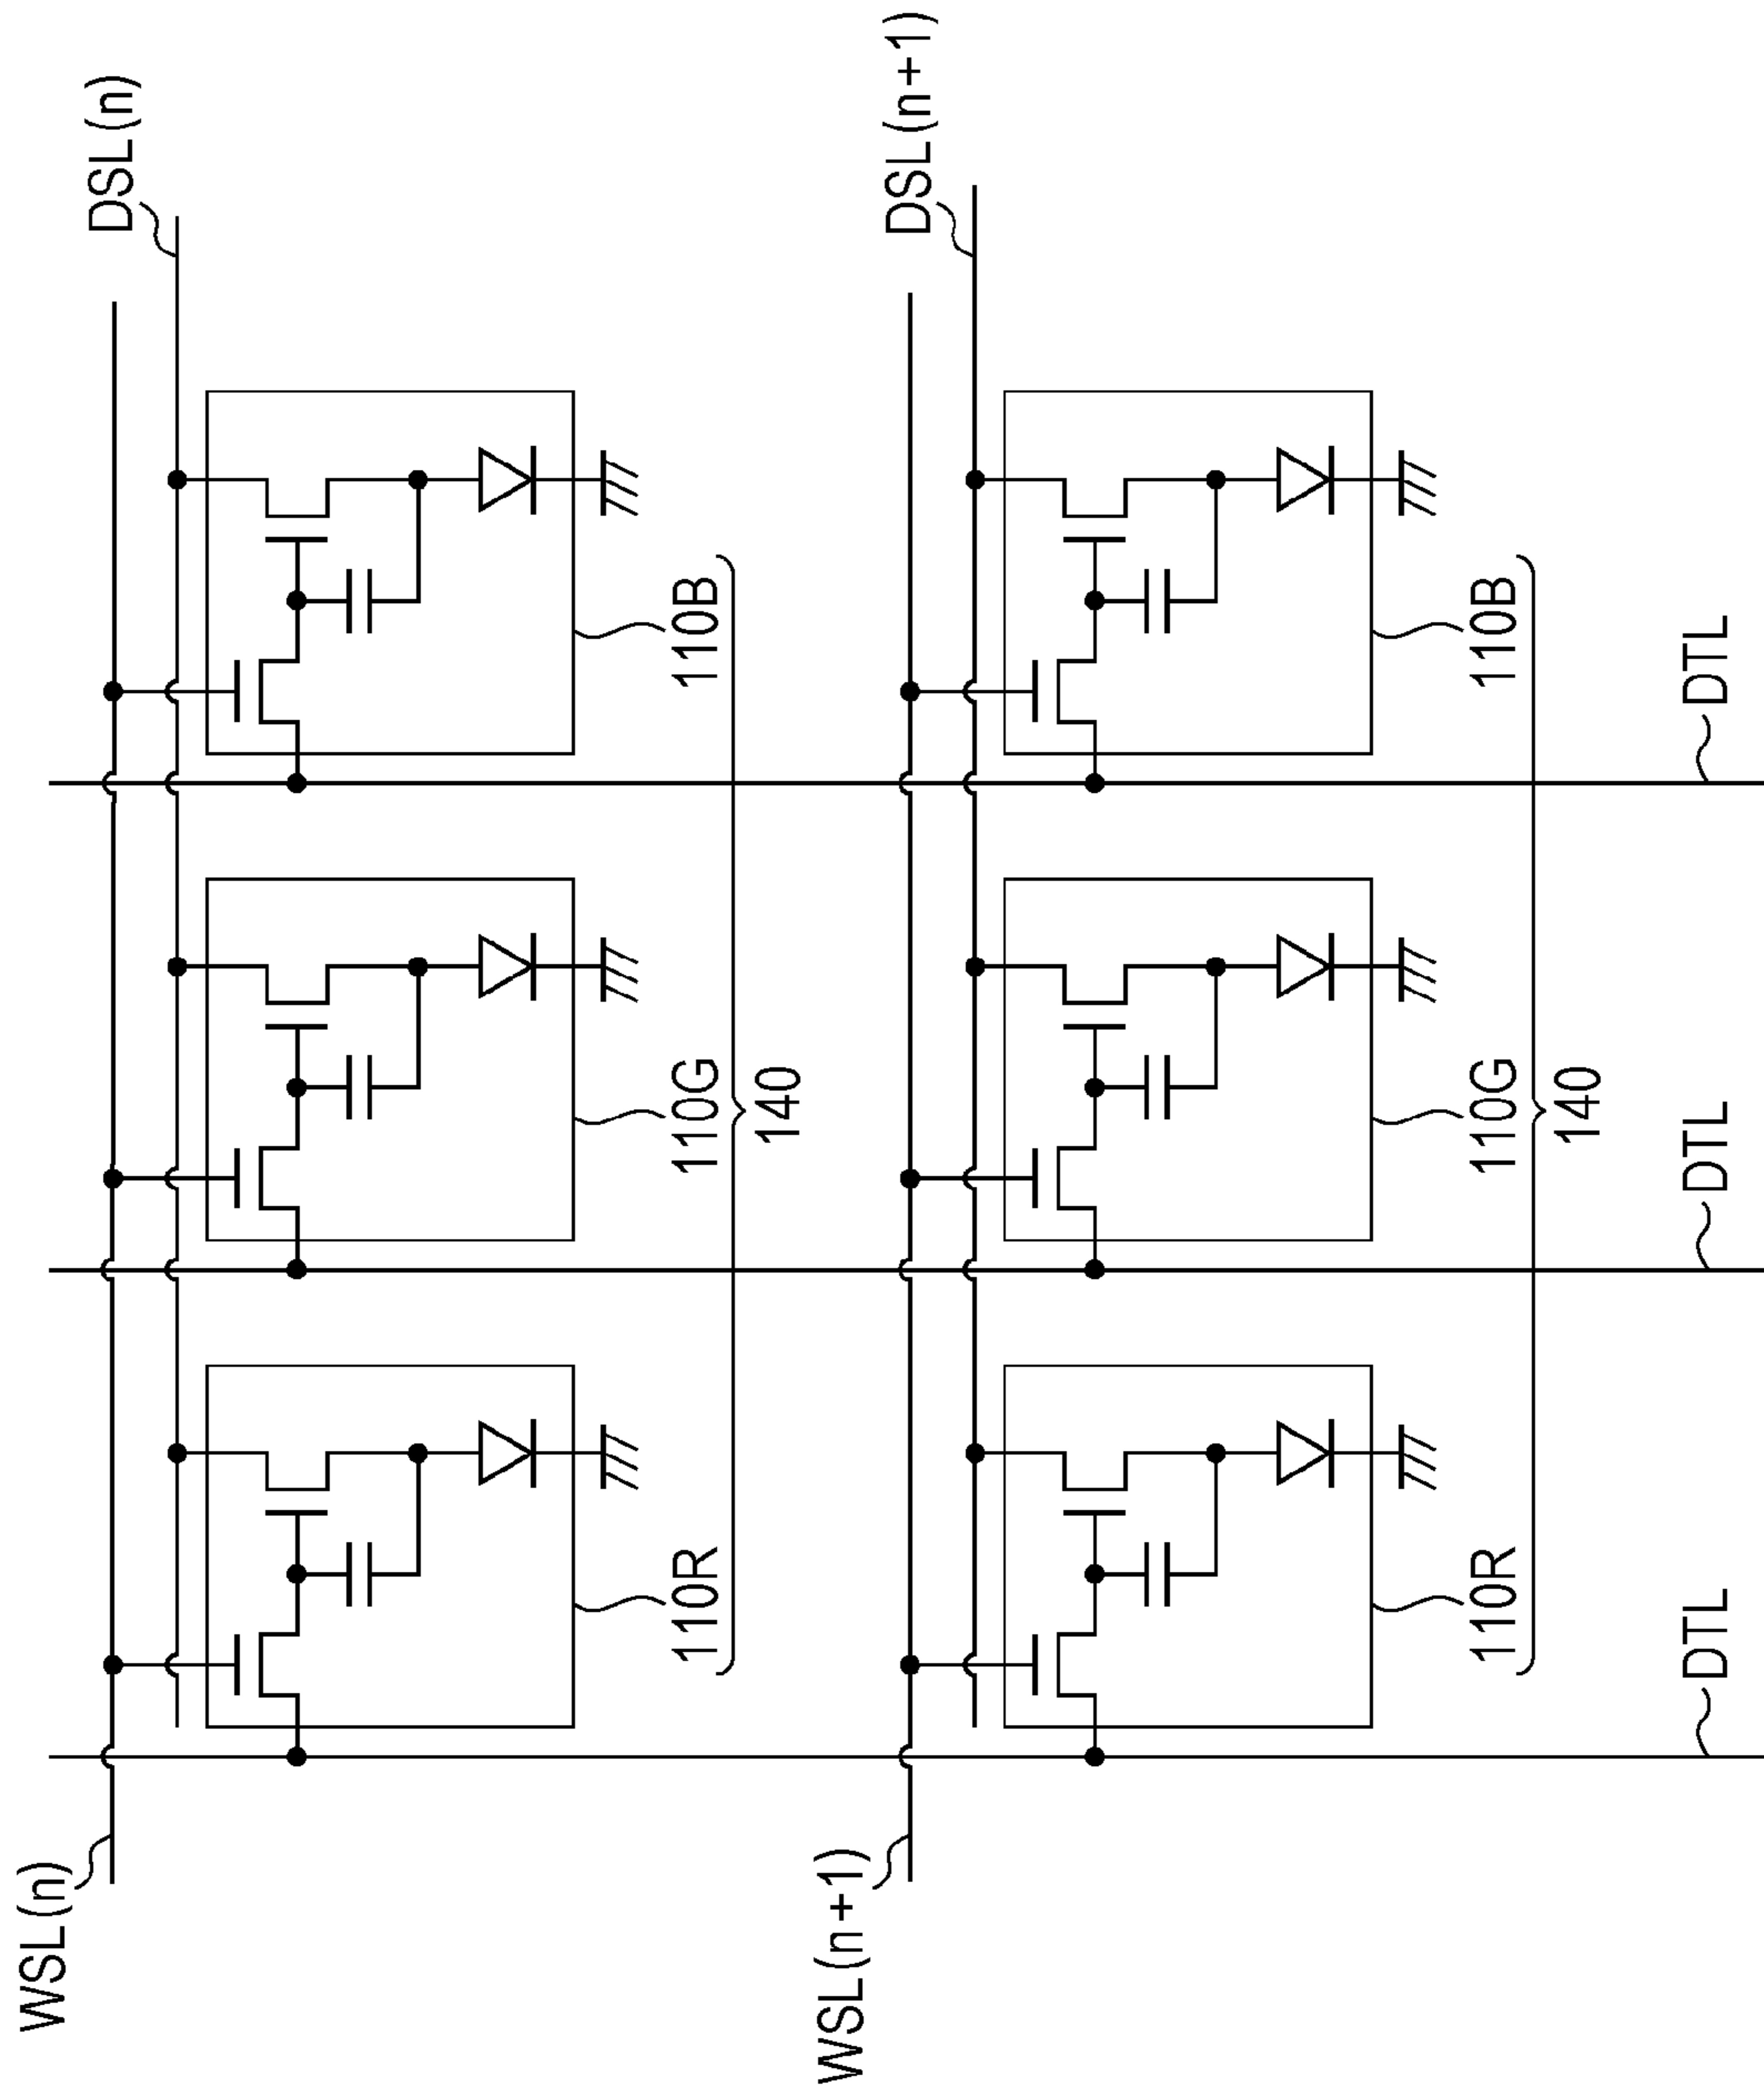 WSL(n)
DSL(n)
110R
110G
110B
140
WSL(n+1)
DSL(n+1)
110R
110G
110B
140
DTL
DTL
DTL